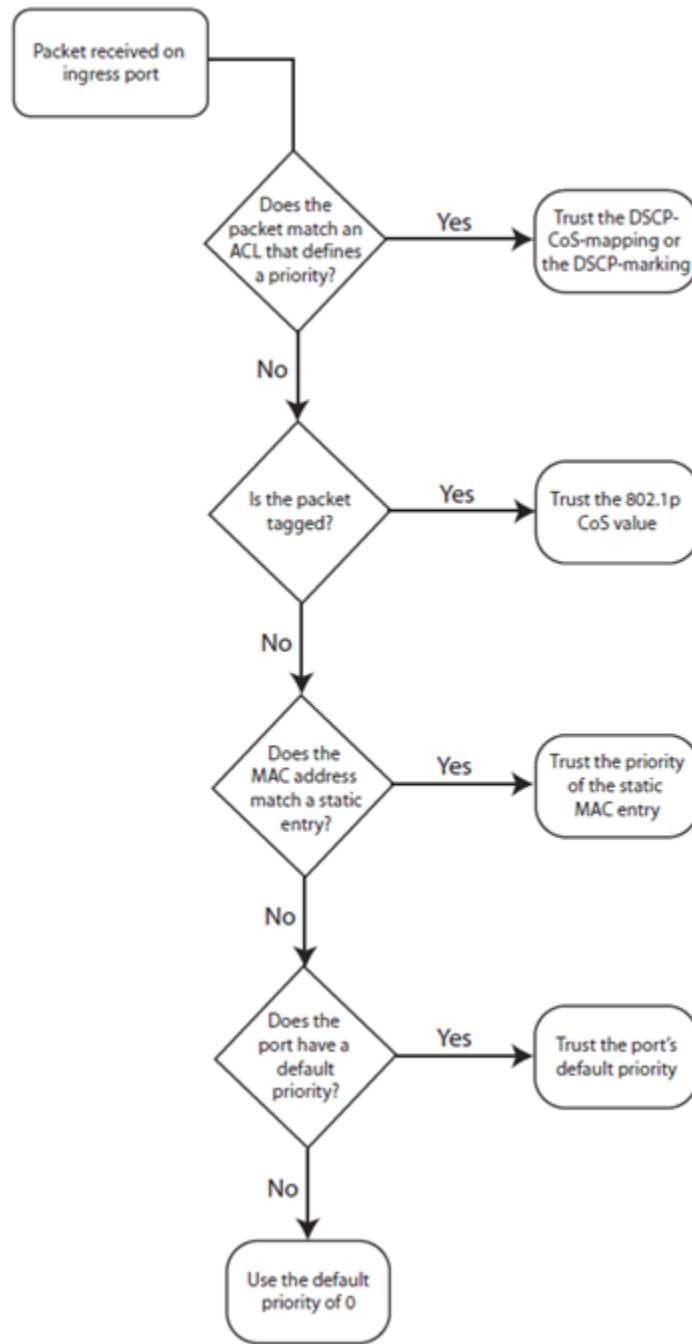 Packet received on
ingress port
Does the
packet match an
ACL that defines
a priority?
Yes
Trust the DSCP-
CoS-mapping or
the DSCP-marking
No
Is the packet
tagged?
Yes
Trust the 802.1p
CoS value
No
Does the
MAC address
match a static
entry?
Yes
Trust the priority
of the static
MAC entry
No
Does the
port have a
default
priority?
Yes
Trust the port's
default priority
No
Use the default
priority of 0